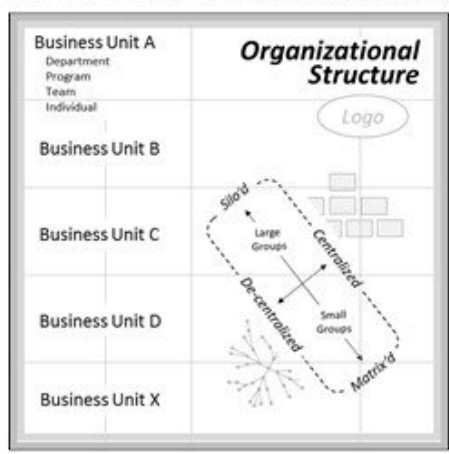 Business Unit A
Department
Program
Team
Individual
Organizational
Structure
Logo
Business Unit B
Silo'd
Business Unit C
Large
Groups
Centralized
De-centralized
Small
Groups
Business Unit D
Matrix'd
Business Unit X